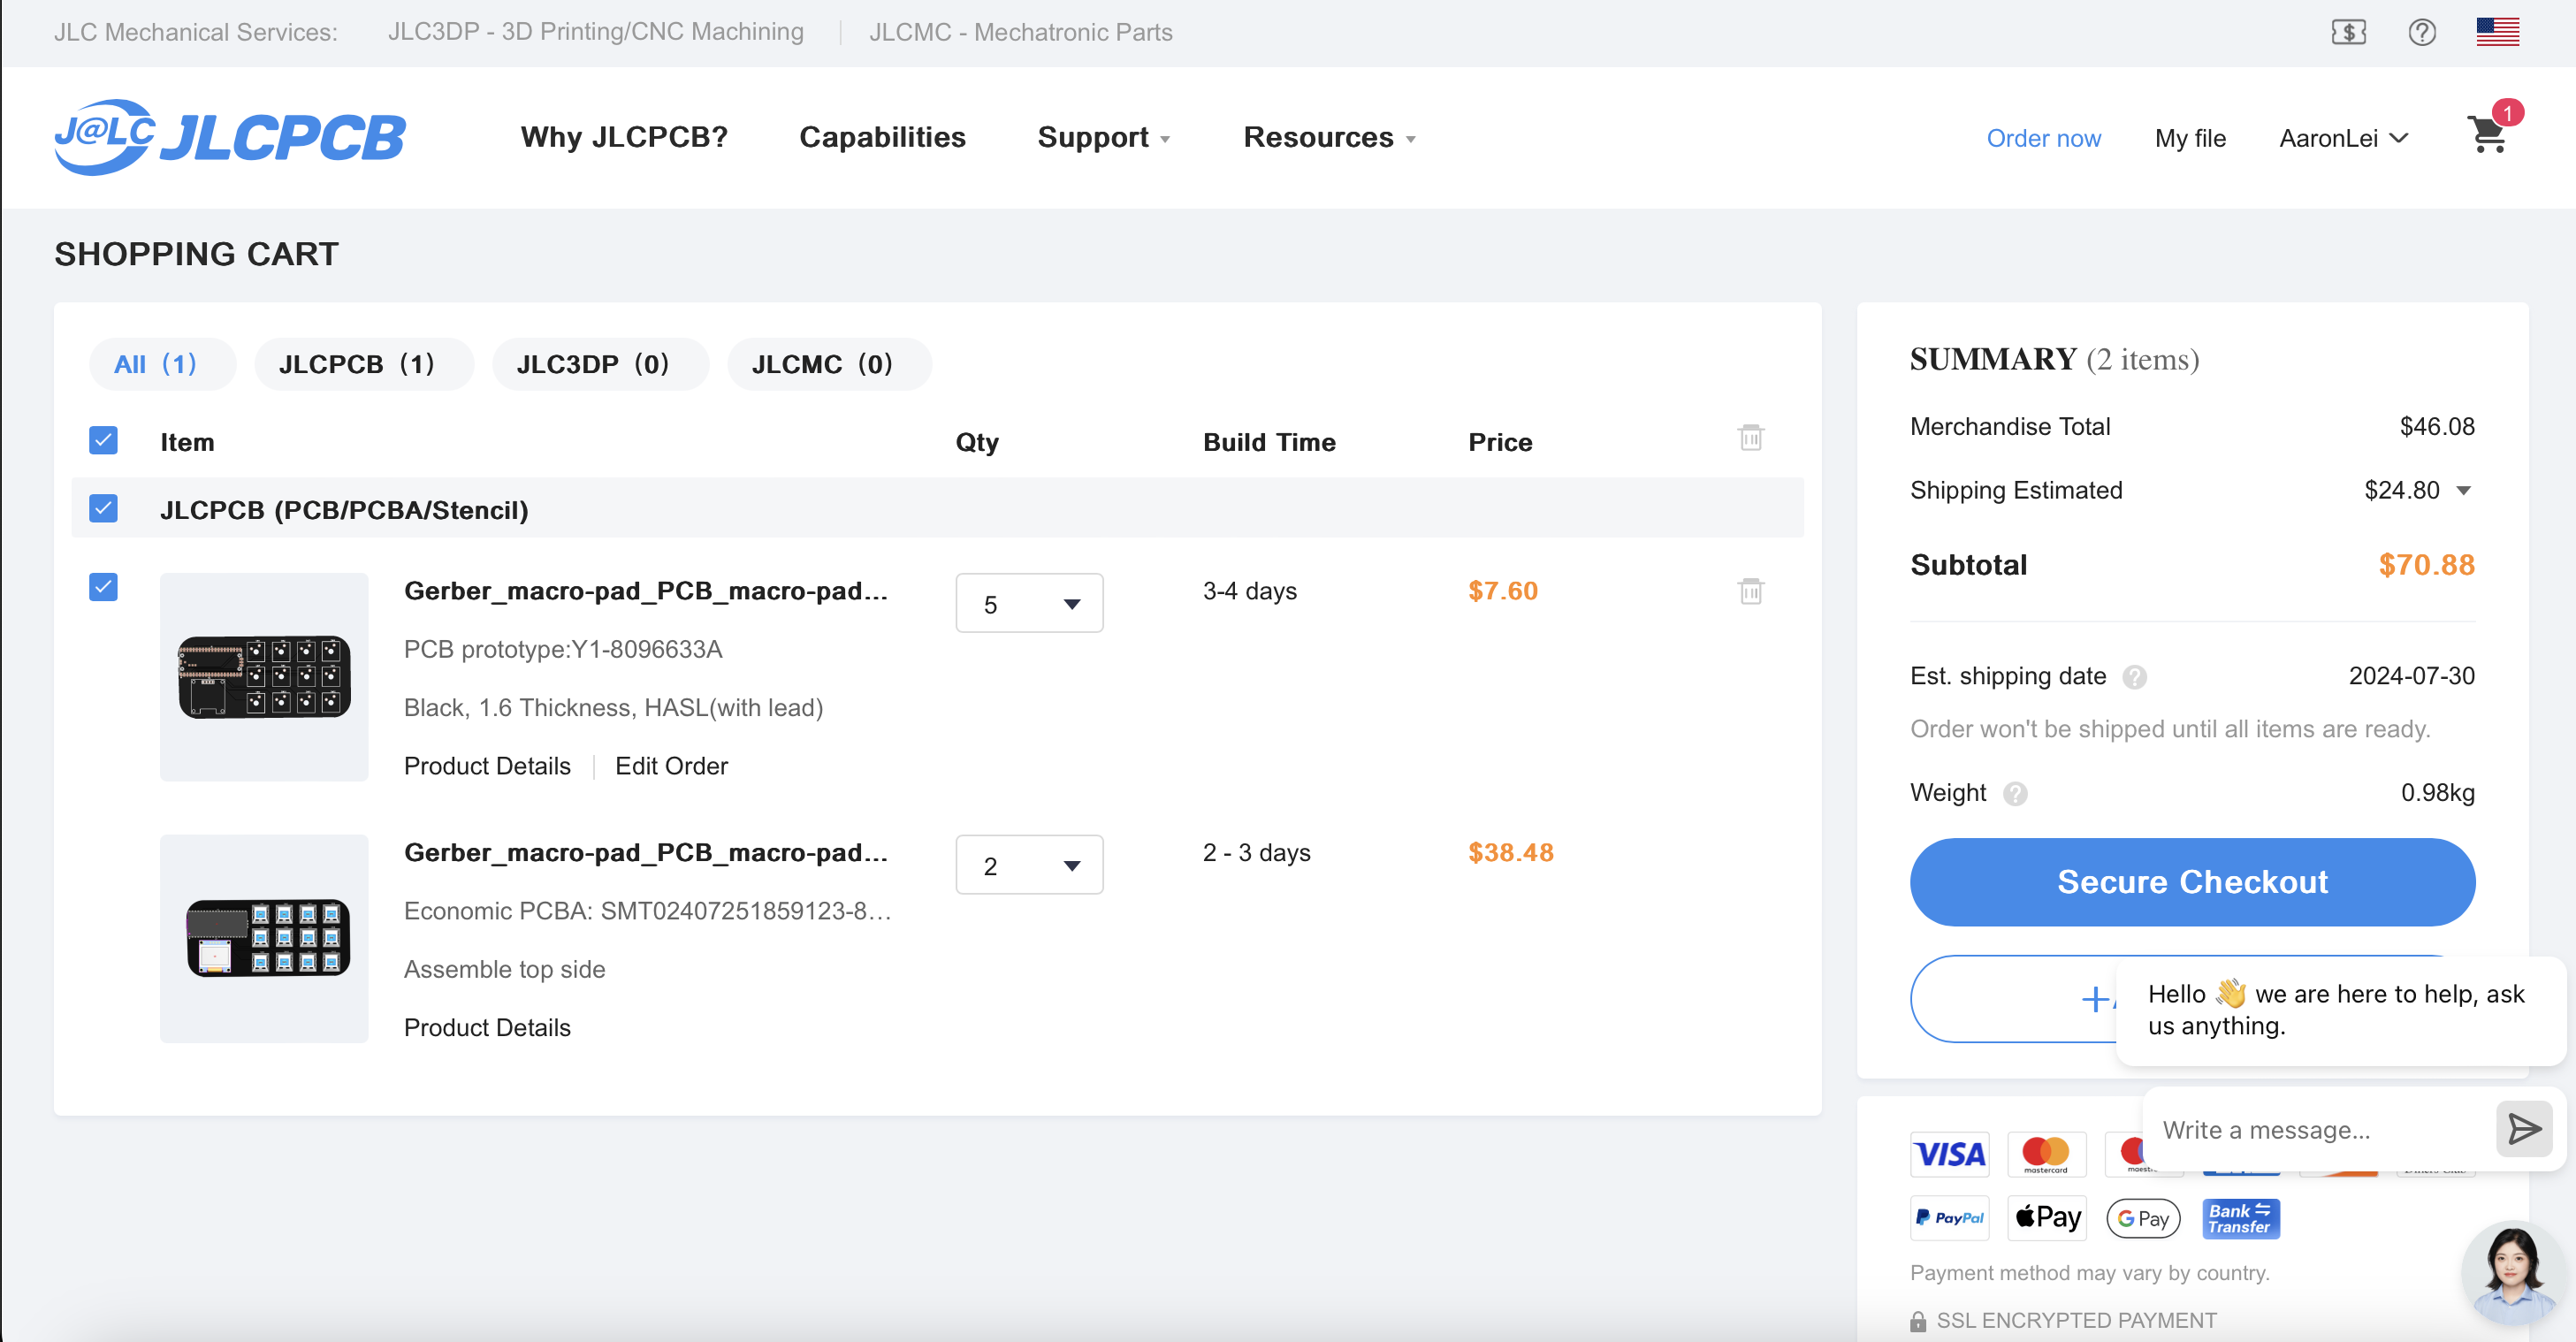 JLC Mechanical Services: JLC3DP - 3D Printing/CNC Machining JLCMC - Mechatronic Parts
J@LC JLCPCB Why JLCPCB? Capabilities Support Resources Order now My file AaronLei 1
SHOPPING CART
All (1) JLCPCB (1) JLC3DP (0) JLCMC (0)
Item Qty Build Time Price
JLCPCB (PCB/PCBA/Stencil)
Gerber_macro-pad_PCB_macro-pad... 5 3-4 days $7.60
PCB prototype:Y1-8096633A
Black, 1.6 Thickness, HASL(with lead)
Product Details Edit Order
Gerber_macro-pad_PCB_macro-pad... 2 2 - 3 days $38.48
Economic PCBA: SMT02407251859123-8...
Assemble top side
Product Details
SUMMARY (2 items)
Merchandise Total $46.08
Shipping Estimated $24.80
Subtotal $70.88
Est. shipping date ? 2024-07-30
Order won't be shipped until all items are ready.
Weight ? 0.98kg
Secure Checkout
Hello 👋 we are here to help, ask
us anything.
Write a message...
VISA mastercard
PayPal Pay G Pay Bank Transfer
Payment method may vary by country.
SSL ENCRYPTED PAYMENT